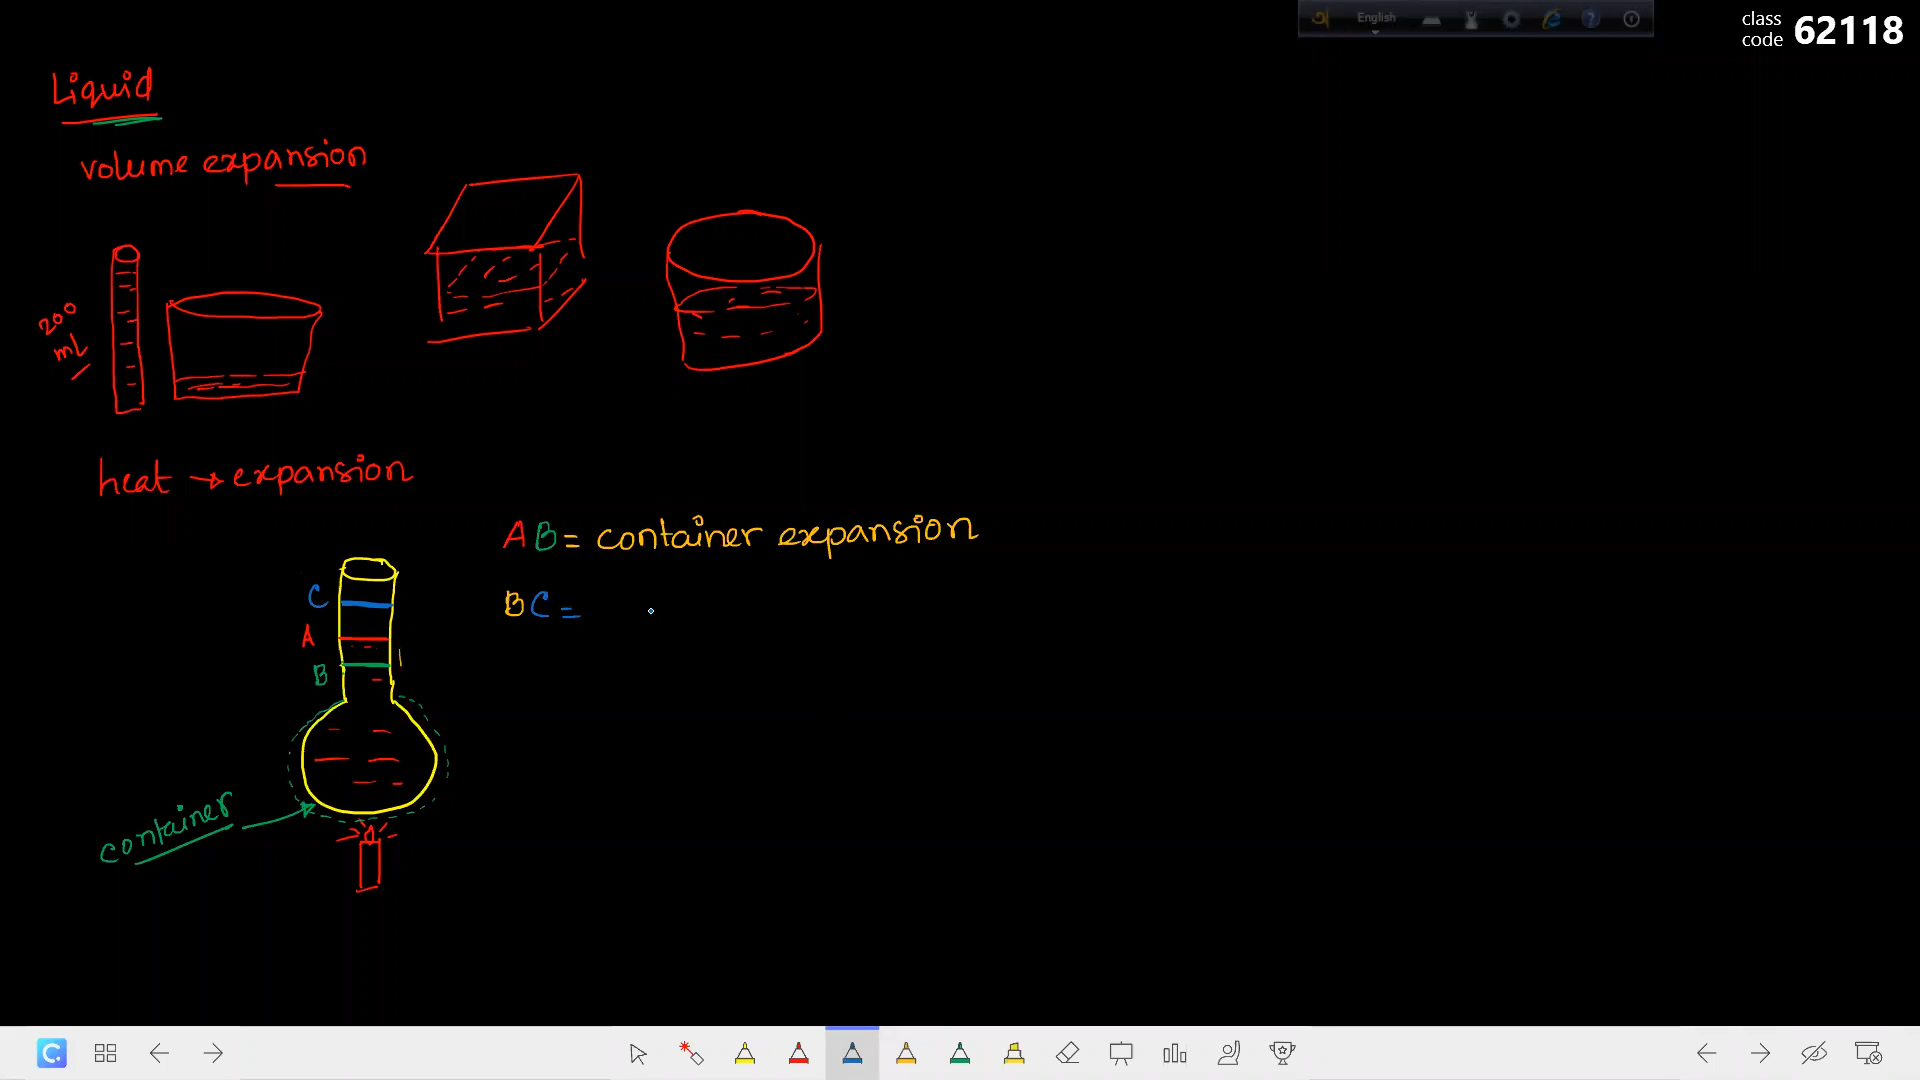 English
class
code 62118
Liquid
volume expansion
200
mL
heat → expansion
AB = container expansion
BC =
C
A
B
container